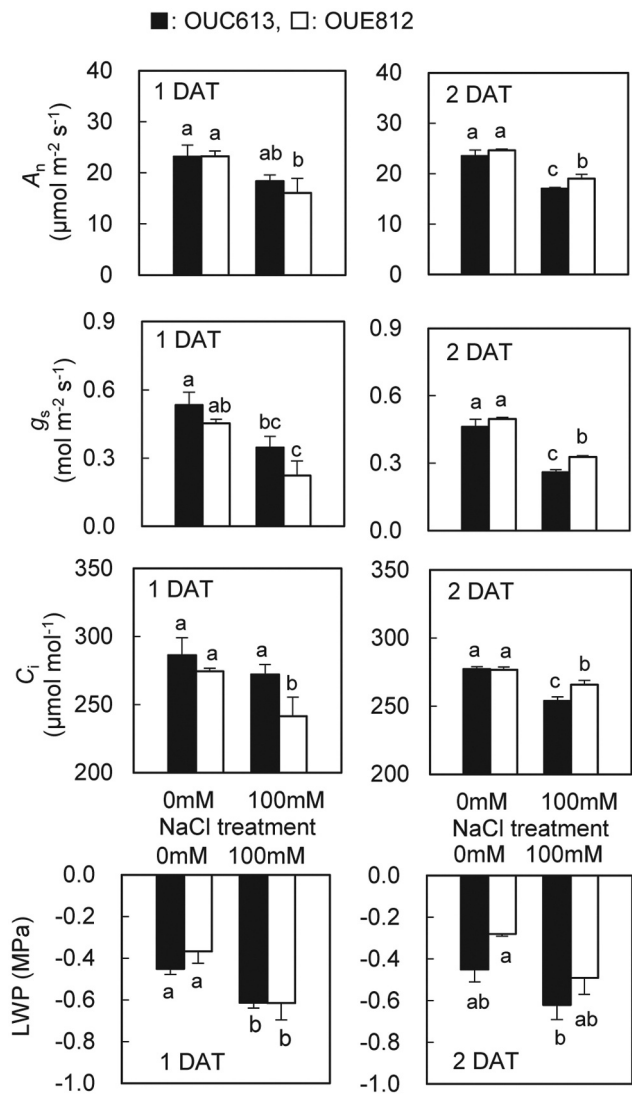 ■: OUC613, □: OUE812
Aₙ
(μmol m⁻² s⁻¹)
40
30
20
10
0
1 DAT
a a ab b
40
30
20
10
0
2 DAT
a a c b
gₛ
(mol m⁻² s⁻¹)
0.9
0.6
0.3
0.0
1 DAT
a ab bc c
0.9
0.6
0.3
0.0
2 DAT
a a c b
Cᵢ
(μmol mol⁻¹)
350
300
250
200
1 DAT
a a a b
0mM 100mM
NaCl treatment
350
300
250
200
2 DAT
a a c b
0mM 100mM
NaCl treatment
0mM 100mM
LWP (MPa)
0.0
-0.2
-0.4
-0.6
-0.8
-1.0
a a b b
1 DAT
0mM 100mM
0.0
-0.2
-0.4
-0.6
-0.8
-1.0
ab a b ab
2 DAT